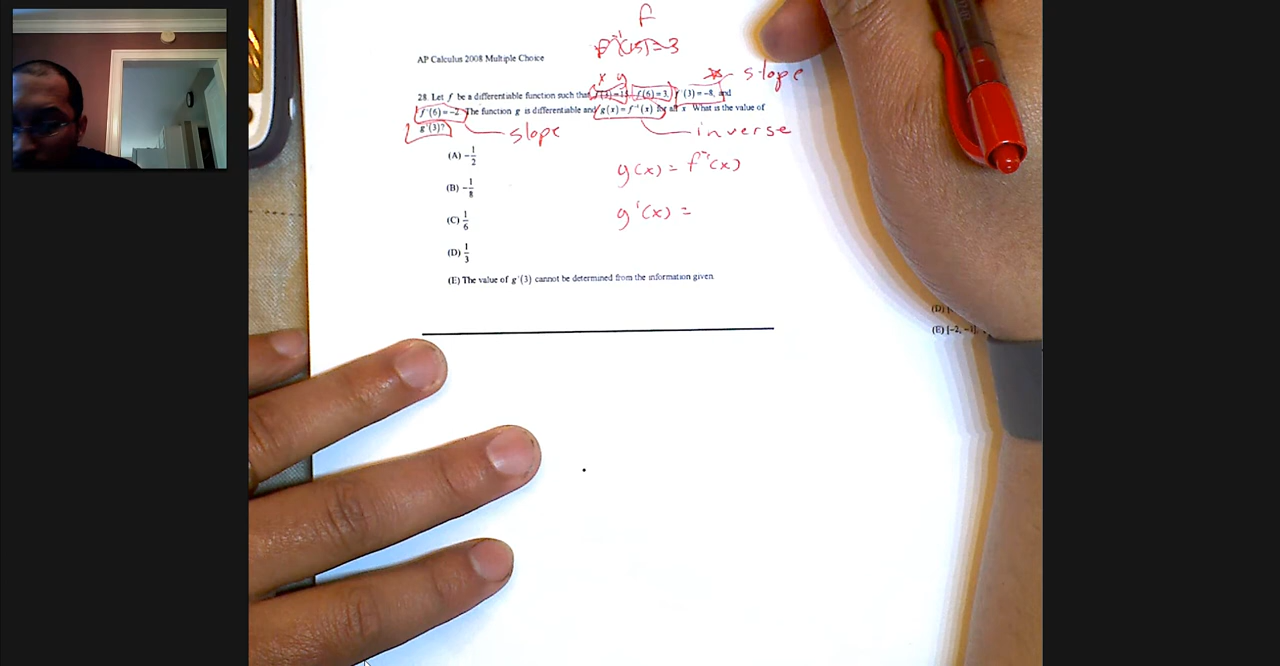 f
f⁻¹(15)=3
AP Calculus 2008 Multiple Choice
x y
slope
28. Let f be a differentiable function such that f(3)=15, f(6)=3, (3)=-8, and
f'(6)=-2. The function g is differentiable and g(x)=f⁻¹(x) for all x. What is the value of
g'(3)?
slope
inverse
(A) -1/2
g(x) = f⁻¹(x)
(B) -1/8
g'(x) =
(C) 1/6
(D) 1/3
(E) The value of g'(3) cannot be determined from the information given.
(E) [-2, -1]